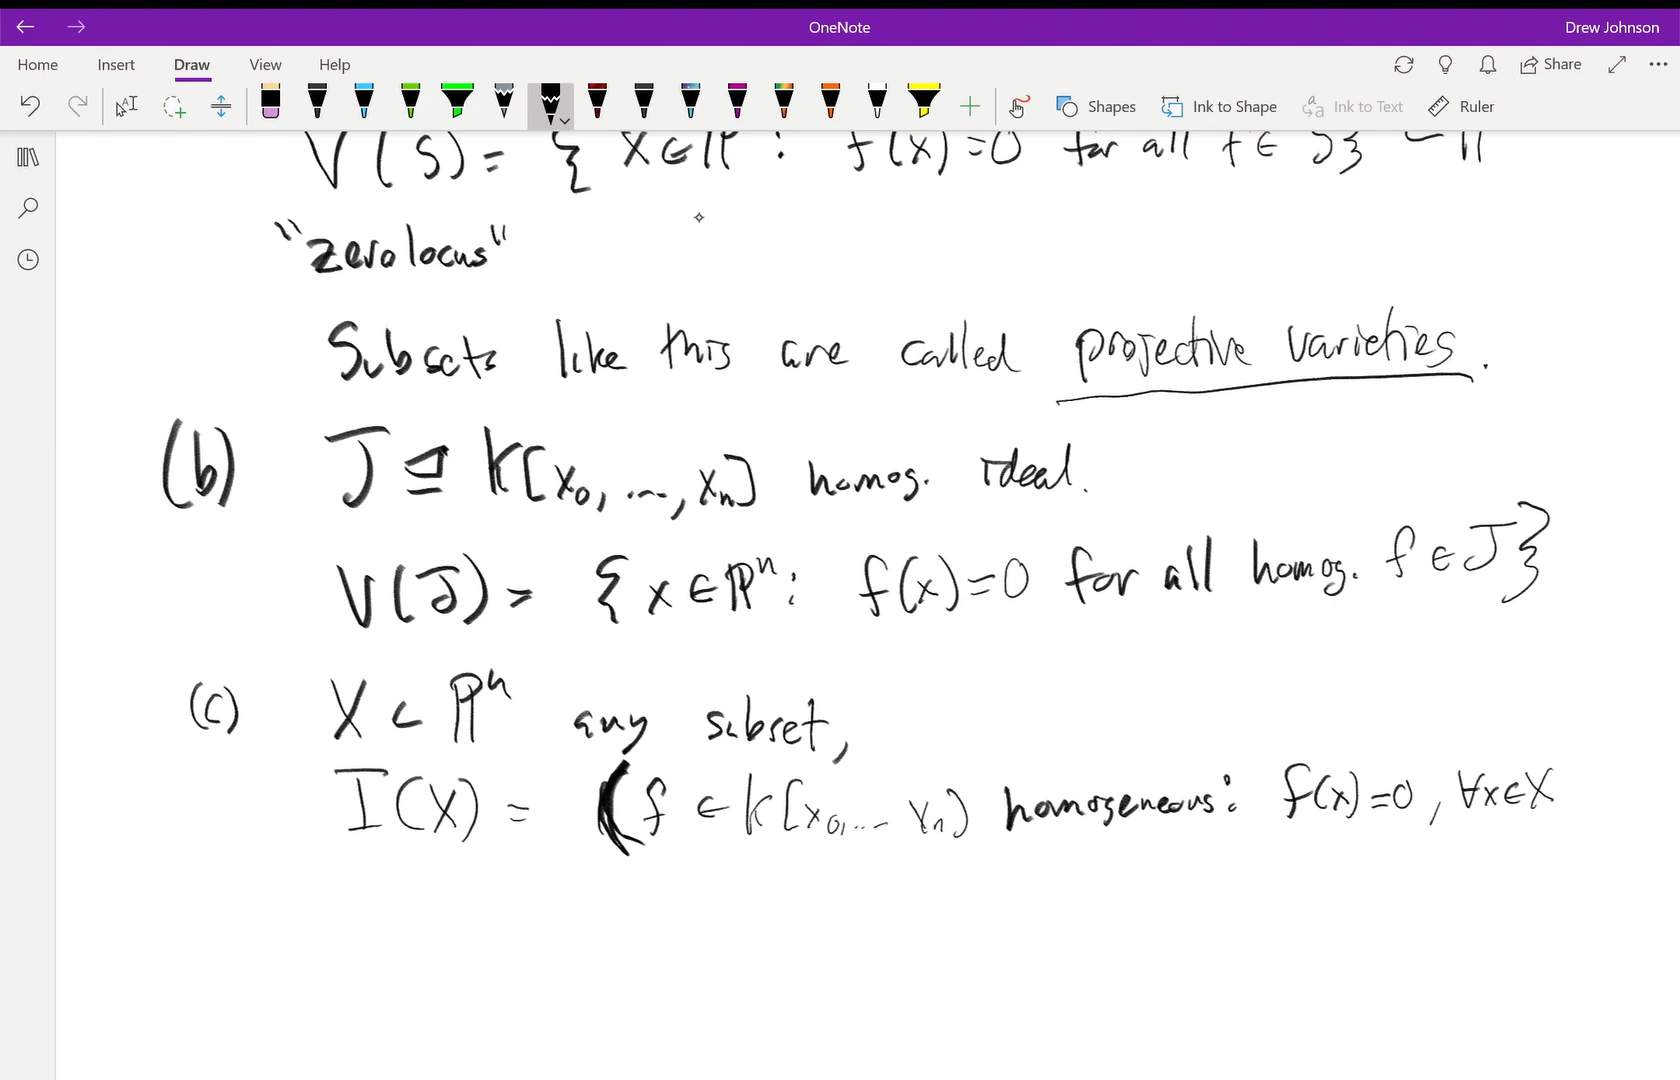 OneNote
Drew Johnson
Home Insert Draw View Help
Share
Shapes Ink to Shape Ink to Text Ruler
V(S) = { x ∈ ℙ : f(x) = 0 for all f ∈ S}
"zero locus"
Subsets like this are called projective varieties.
(b) J ⊴ K[x₀, ..., xₙ] homog. ideal.
V(J) = { x ∈ ℙⁿ : f(x) = 0 for all homog. f ∈ J }
(c) X ⊂ ℙⁿ any subset,
I(X) = (f ∈ K[x₀, ... xₙ] homogeneous: f(x) = 0, ∀x∈X